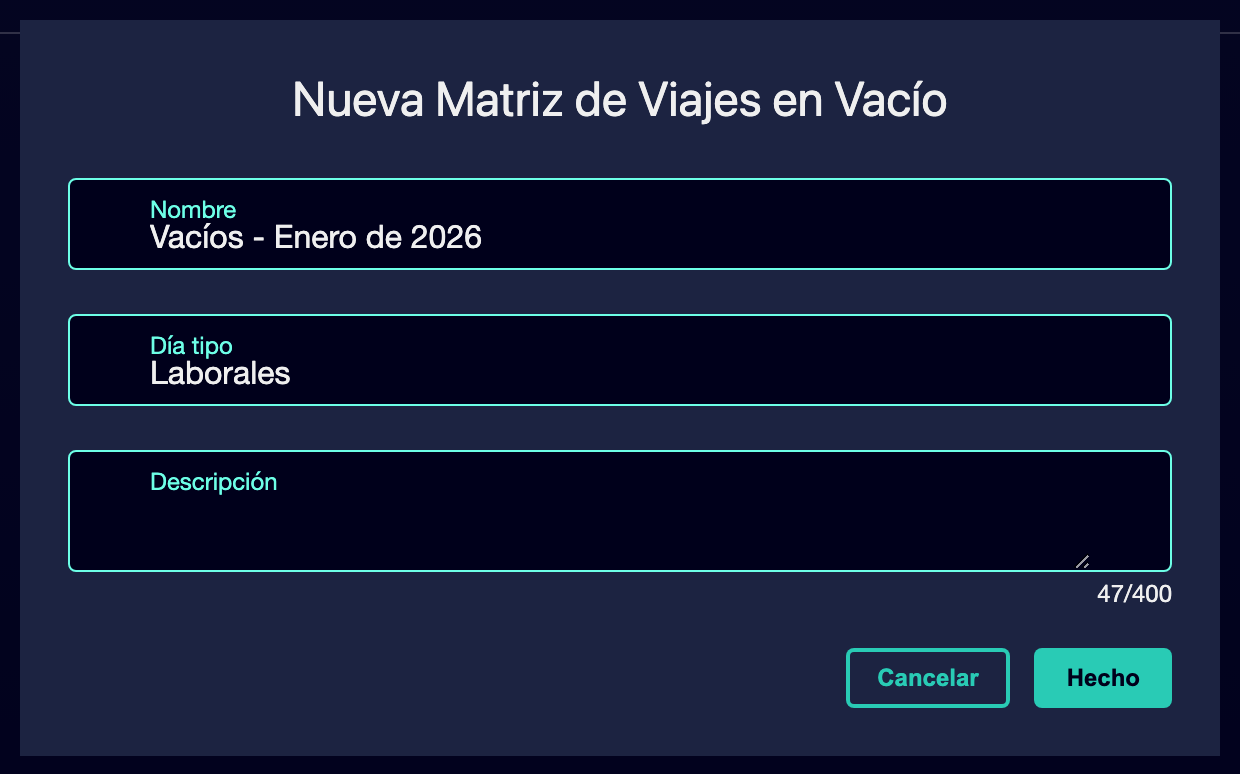 Nueva Matriz de Viajes en Vacío
Nombre
Vacíos - Enero de 2026
Día tipo
Laborales
Descripción
47/400
Cancelar
Hecho